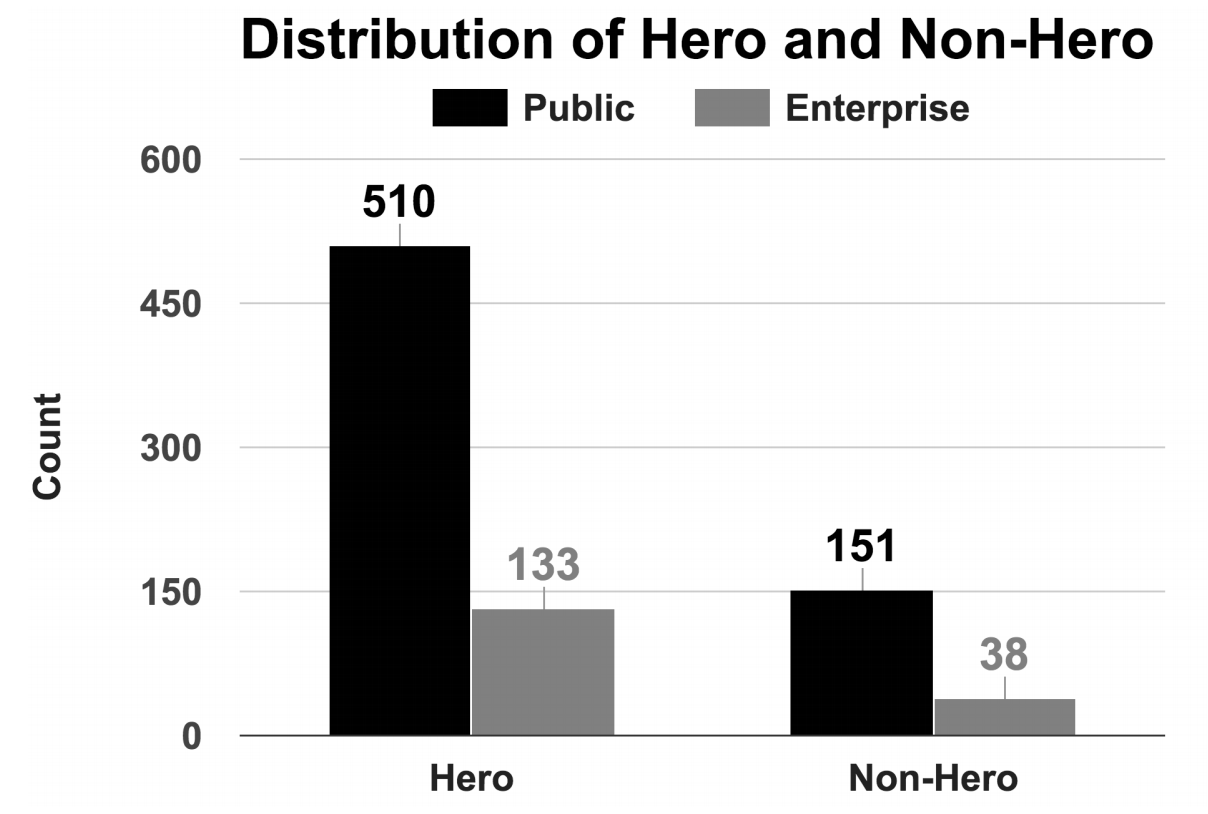 Distribution of Hero and Non-Hero
Public Enterprise
600
510
450
300
Count
133
151
150
38
0
Hero Non-Hero